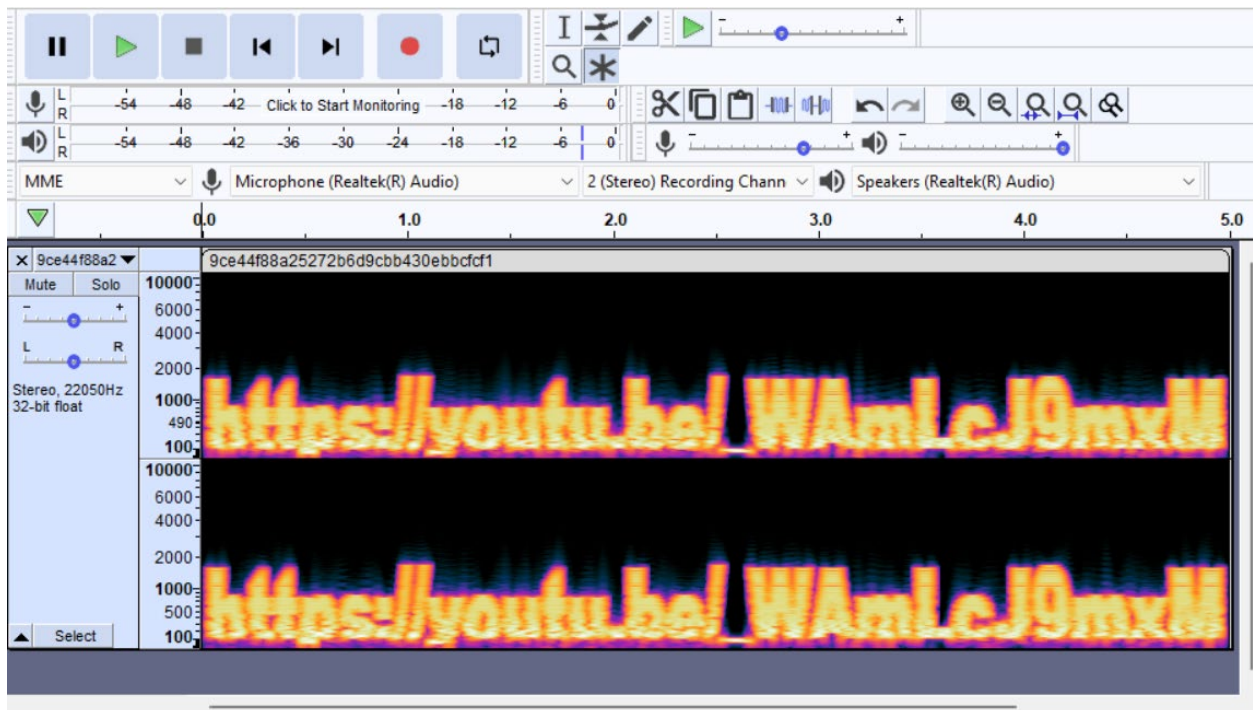 L
R
-54 -48 -42 Click to Start Monitoring -18 -12 -6 0
L
R
-54 -48 -42 -36 -30 -24 -18 -12 -6 0
MME
Microphone (Realtek(R) Audio)
2 (Stereo) Recording Chann
Speakers (Realtek(R) Audio)
0.0 1.0 2.0 3.0 4.0 5.0
9ce44f88a2
9ce44f88a25272b6d9cbb430ebbcfcf1
Mute Solo
L R
Stereo, 22050Hz
32-bit float
Select
10000
6000
4000
2000
1000
490
100
https://youtu.be/_WAmLcJ9mxM
10000
6000
4000
2000
1000
500
100
https://youtu.be/_WAmLcJ9mxM